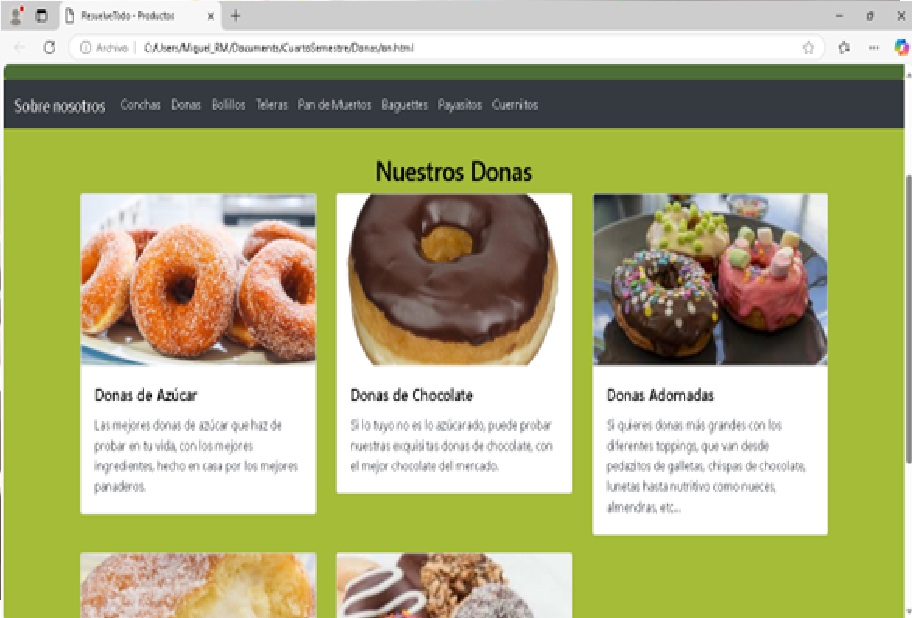 ResuelveTodo - Productos
Archivo
C:/Users/Miguel_RM/Documents/CuartoSemestre/Donas/bn.html
Sobre nosotros Conchas Donas Bolillos Teleras Pan de Muertos Baguettes Payasitos Cuernitos
Nuestros Donas
Donas de Azúcar
Las mejores donas de azúcar que haz de
probar en tu vida, con los mejores
ingredientes, hecho en casa por los mejores
panaderos.
Donas de Chocolate
Si lo tuyo no es lo azúcarado, puede probar
nuestras exquisitas donas de chocolate, con
el mejor chocolate del mercado.
Donas Adornadas
Si quieres donas más grandes con los
diferentes toppings, que van desde
pedazitos de galletas, chispas de chocolate,
lunetas hasta nutritivo como nueces,
almendras, etc...